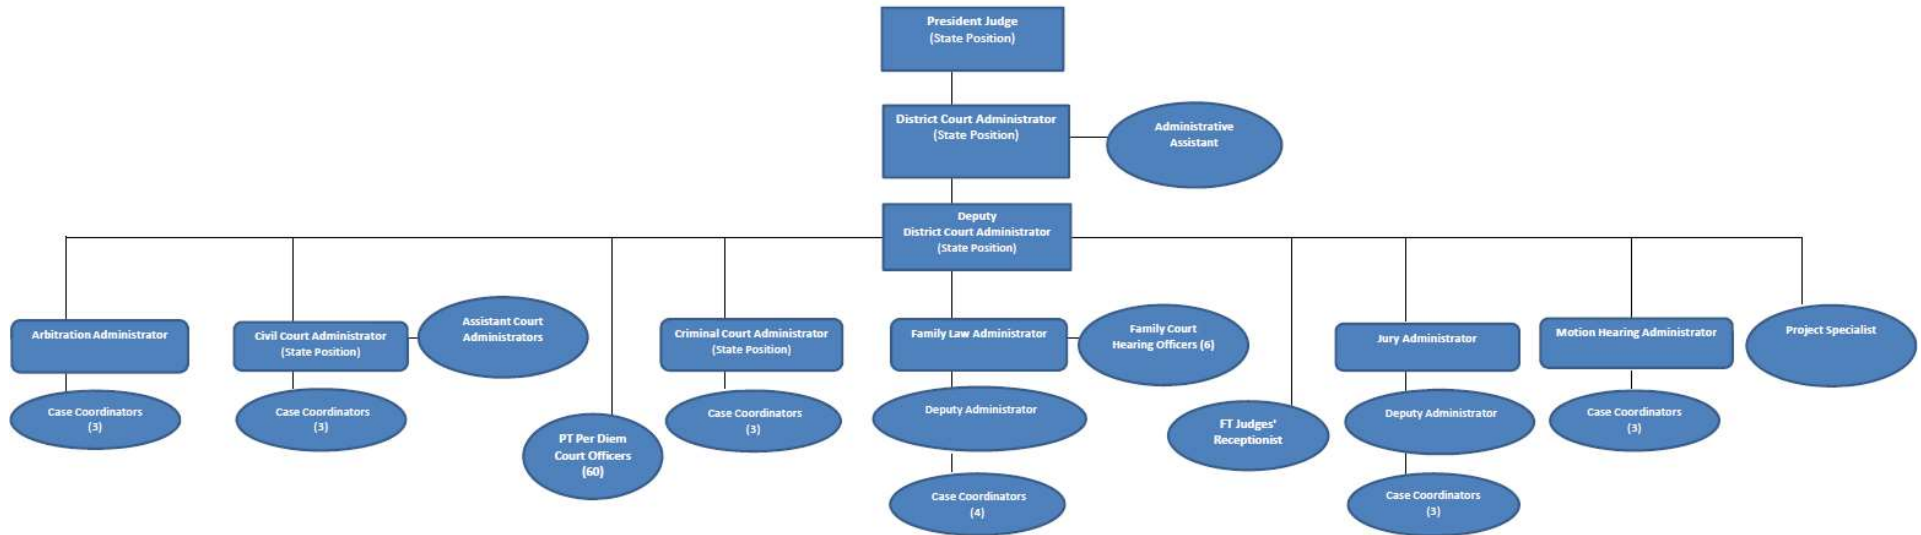 President Judge
(State Position)
District Court Administrator
(State Position)
Administrative
Assistant
Deputy
District Court Administrator
(State Position)
Arbitration Administrator
Civil Court Administrator
(State Position)
Assistant Court
Administrators
Criminal Court Administrator
(State Position)
Family Law Administrator
Family Court
Hearing Officers (6)
Jury Administrator
Motion Hearing Administrator
Project Specialist
Case Coordinators
(3)
Case Coordinators
(3)
PT Per Diem
Court Officers
(60)
Case Coordinators
(3)
Deputy Administrator
FT Judges'
Receptionist
Deputy Administrator
Case Coordinators
(3)
Case Coordinators
(4)
Case Coordinators
(3)